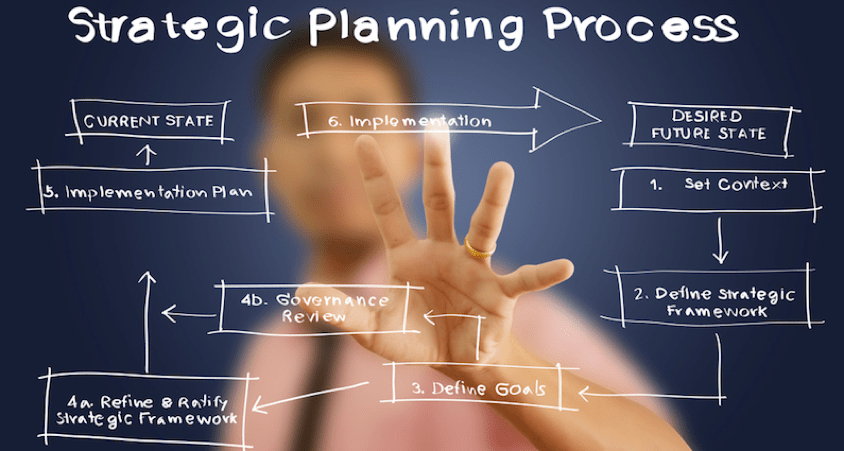 Strategic Planning Process
CURRENT STATE
6. Implementation
DESIRED
FUTURE STATE
5. Implementation Plan
1. Set Context
4b. Governance
Review
2. Define Strategic
Framework
3. Define Goals
4a. Refine & Ratify
Strategic Framework